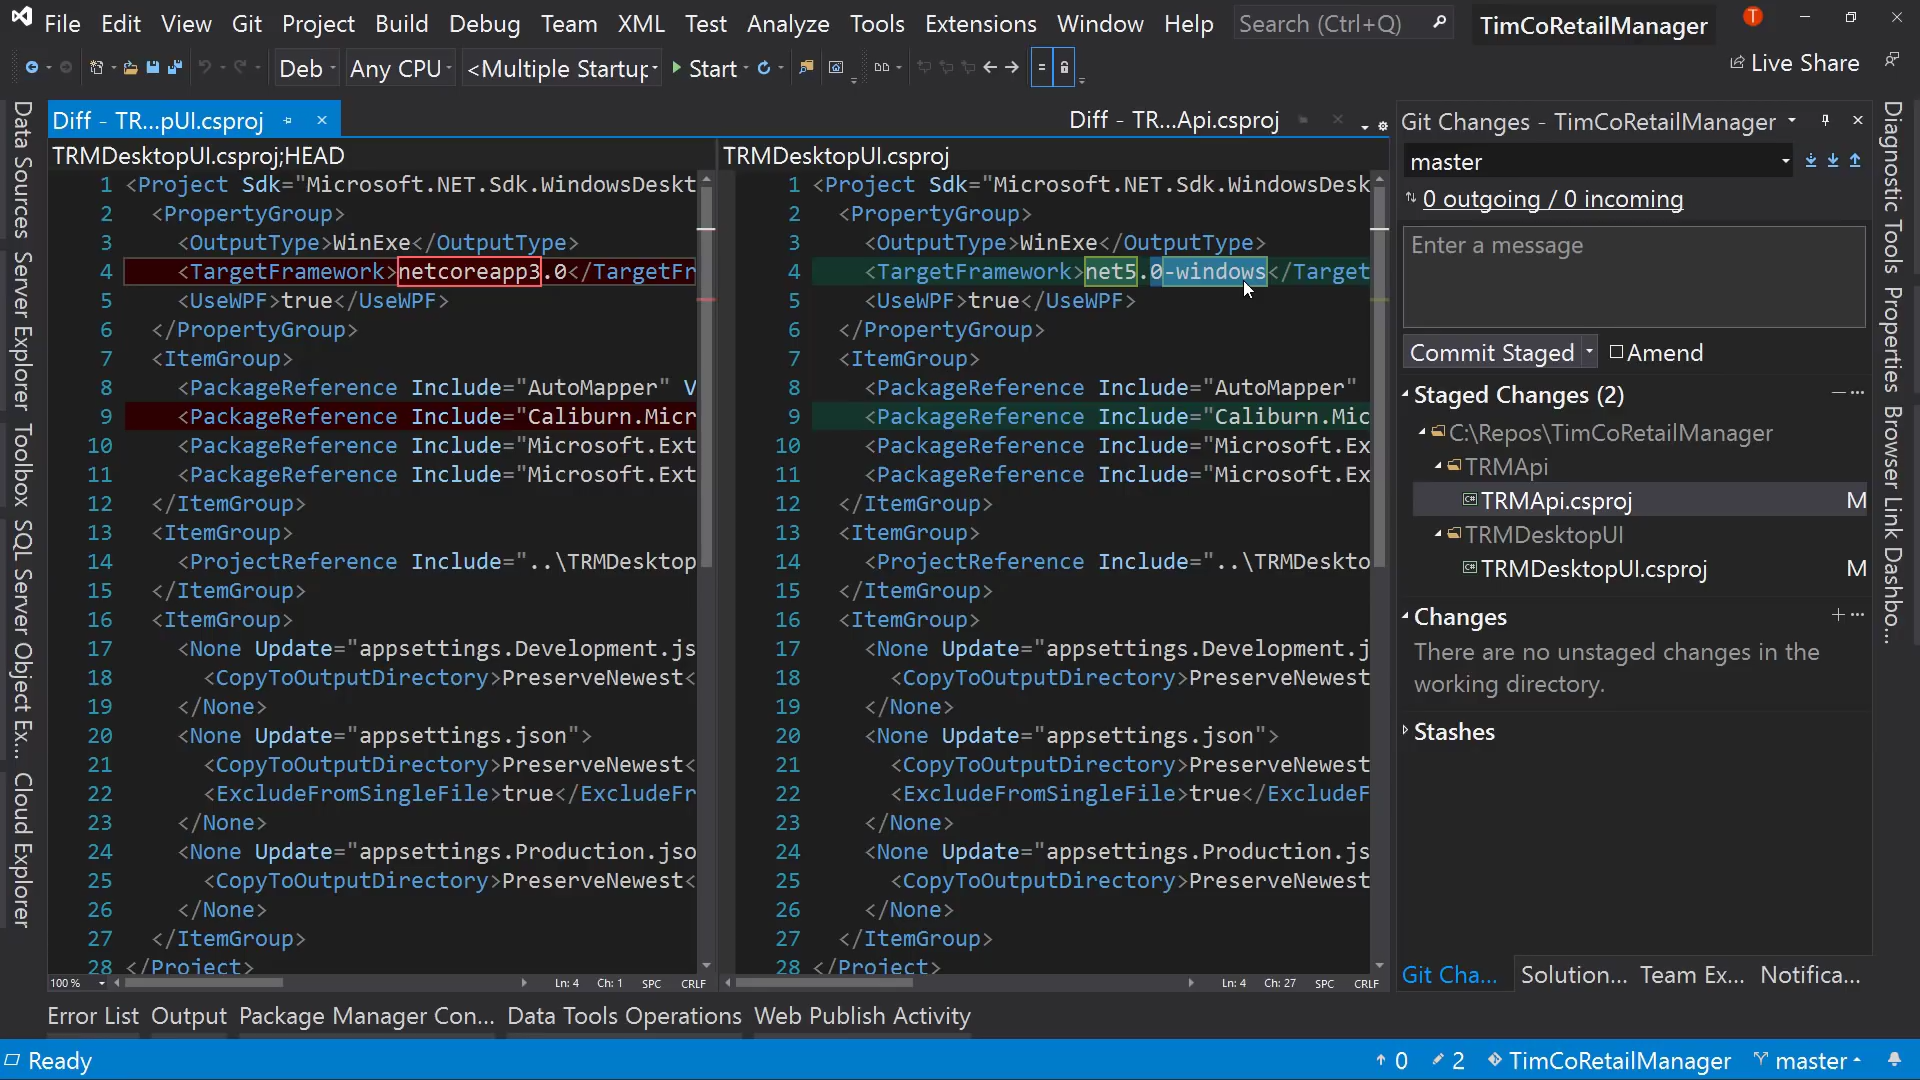 File Edit View Git Project Build Debug Team XML Test Analyze Tools Extensions Window Help Search (Ctrl+Q) TimCoRetailManager T
Deb Any CPU <Multiple Startup Start Live Share
Diff - TR...pUI.csproj Diff - TR...Api.csproj
TRMDesktopUI.csproj;HEAD
1 <Project Sdk="Microsoft.NET.Sdk.WindowsDeskt
2 <PropertyGroup>
3 <OutputType>WinExe</OutputType>
4 <TargetFramework>netcoreapp3.0</TargetFr
5 <UseWPF>true</UseWPF>
6 </PropertyGroup>
7 <ItemGroup>
8 <PackageReference Include="AutoMapper" V
9 <PackageReference Include="Caliburn.Micr
10 <PackageReference Include="Microsoft.Ext
11 <PackageReference Include="Microsoft.Ext
12 </ItemGroup>
13 <ItemGroup>
14 <ProjectReference Include="..\TRMDesktop
15 </ItemGroup>
16 <ItemGroup>
17 <None Update="appsettings.Development.js
18 <CopyToOutputDirectory>PreserveNewest<
19 </None>
20 <None Update="appsettings.json">
21 <CopyToOutputDirectory>PreserveNewest<
22 <ExcludeFromSingleFile>true</ExcludeFr
23 </None>
24 <None Update="appsettings.Production.jso
25 <CopyToOutputDirectory>PreserveNewest<
26 </None>
27 </ItemGroup>
28 </Project>
100 % Ln: 4 Ch: 1 SPC CRLF
TRMDesktopUI.csproj
1 <Project Sdk="Microsoft.NET.Sdk.WindowsDesk
2 <PropertyGroup>
3 <OutputType>WinExe</OutputType>
4 <TargetFramework>net5.0-windows</Target
5 <UseWPF>true</UseWPF>
6 </PropertyGroup>
7 <ItemGroup>
8 <PackageReference Include="AutoMapper"
9 <PackageReference Include="Caliburn.Mic
10 <PackageReference Include="Microsoft.Ex
11 <PackageReference Include="Microsoft.Ex
12 </ItemGroup>
13 <ItemGroup>
14 <ProjectReference Include="..\TRMDeskto
15 </ItemGroup>
16 <ItemGroup>
17 <None Update="appsettings.Development.j
18 <CopyToOutputDirectory>PreserveNewest
19 </None>
20 <None Update="appsettings.json">
21 <CopyToOutputDirectory>PreserveNewest
22 <ExcludeFromSingleFile>true</ExcludeF
23 </None>
24 <None Update="appsettings.Production.js
25 <CopyToOutputDirectory>PreserveNewest
26 </None>
27 </ItemGroup>
28 </Project>
Ln: 4 Ch: 27 SPC CRLF
Git Changes - TimCoRetailManager
master
0 outgoing / 0 incoming
Enter a message
Commit Staged Amend
Staged Changes (2)
C:\Repos\TimCoRetailManager
TRMApi
TRMApi.csproj M
TRMDesktopUI
TRMDesktopUI.csproj M
Changes
There are no unstaged changes in the
working directory.
Stashes
Git Cha... Solution... Team Ex... Notifica...
Data Sources
Server Explorer
Toolbox
SQL Server Object Ex...
Cloud Explorer
Diagnostic Tools
Properties
Browser Link Dashbo...
Error List Output Package Manager Con... Data Tools Operations Web Publish Activity
Ready 0 2 TimCoRetailManager master